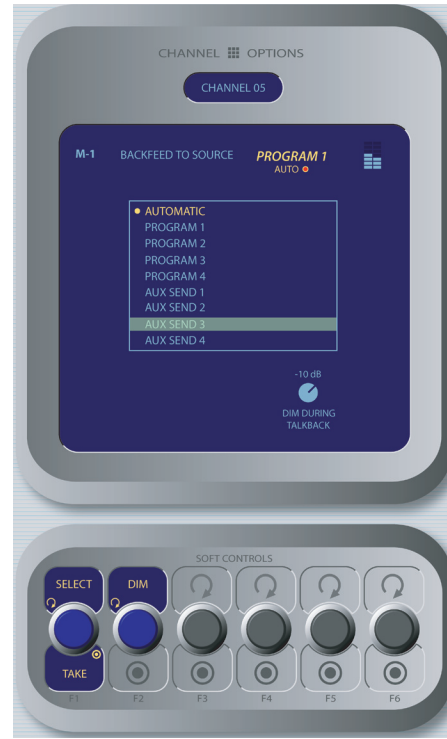 CHANNEL OPTIONS
CHANNEL 05
M-1 BACKFEED TO SOURCE PROGRAM 1
AUTO
AUTOMATIC
PROGRAM 1
PROGRAM 2
PROGRAM 3
PROGRAM 4
AUX SEND 1
AUX SEND 2
AUX SEND 3
AUX SEND 4
-10 dB
DIM DURING
TALKBACK
SOFT CONTROLS
SELECT DIM
TAKE
F1 F2 F3 F4 F5 F6